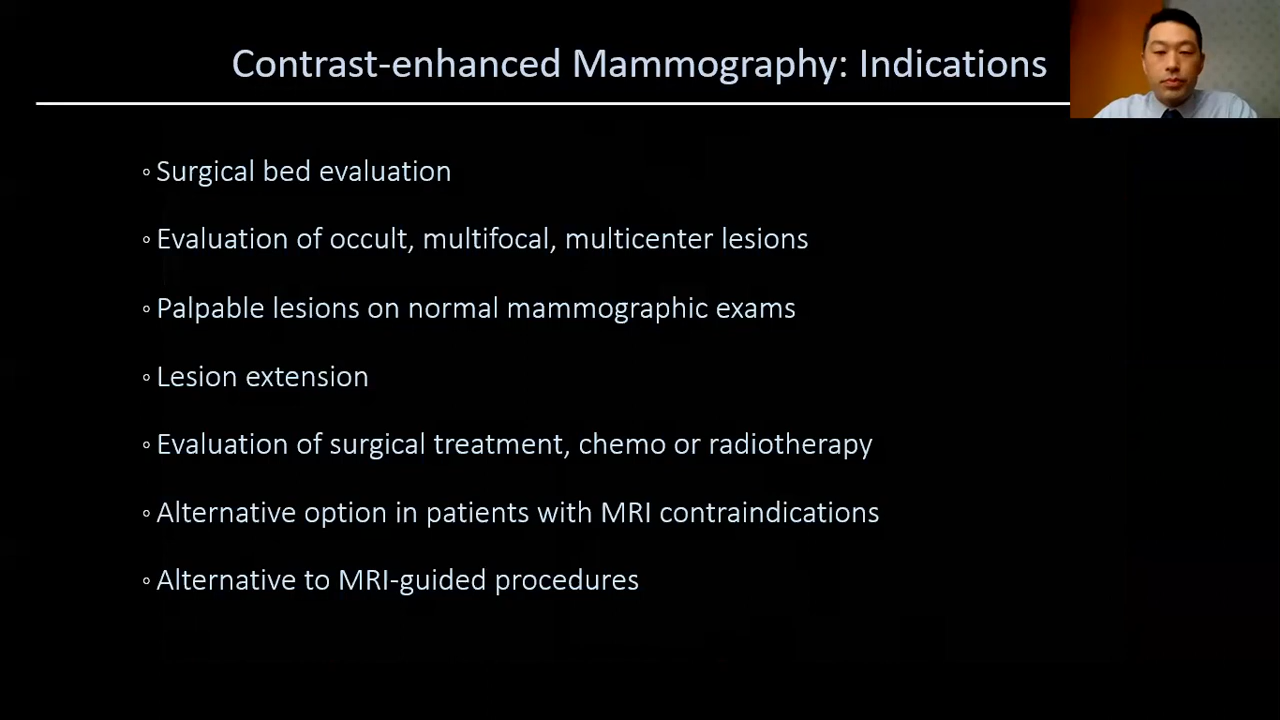 Contrast-enhanced Mammography: Indications
◦ Surgical bed evaluation
◦ Evaluation of occult, multifocal, multicenter lesions
◦ Palpable lesions on normal mammographic exams
◦ Lesion extension
◦ Evaluation of surgical treatment, chemo or radiotherapy
◦ Alternative option in patients with MRI contraindications
◦ Alternative to MRI-guided procedures